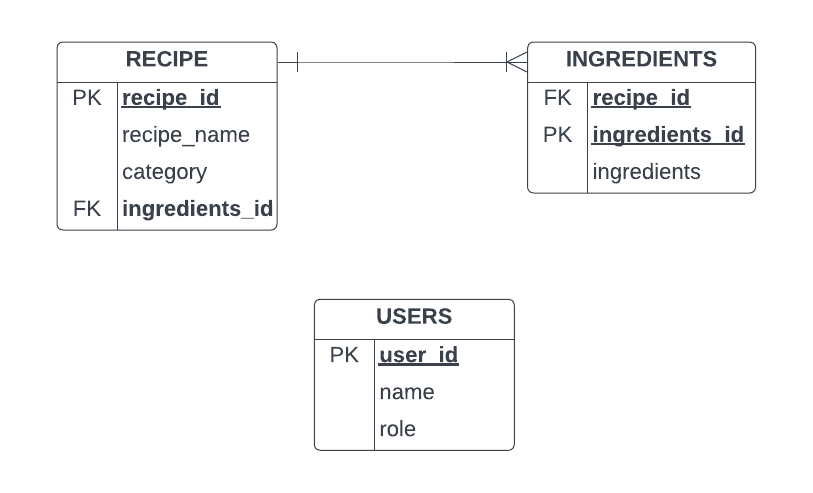 RECIPE
PK recipe_id
recipe_name
category
FK ingredients_id
INGREDIENTS
FK recipe_id
PK ingredients_id
ingredients
USERS
PK user_id
name
role